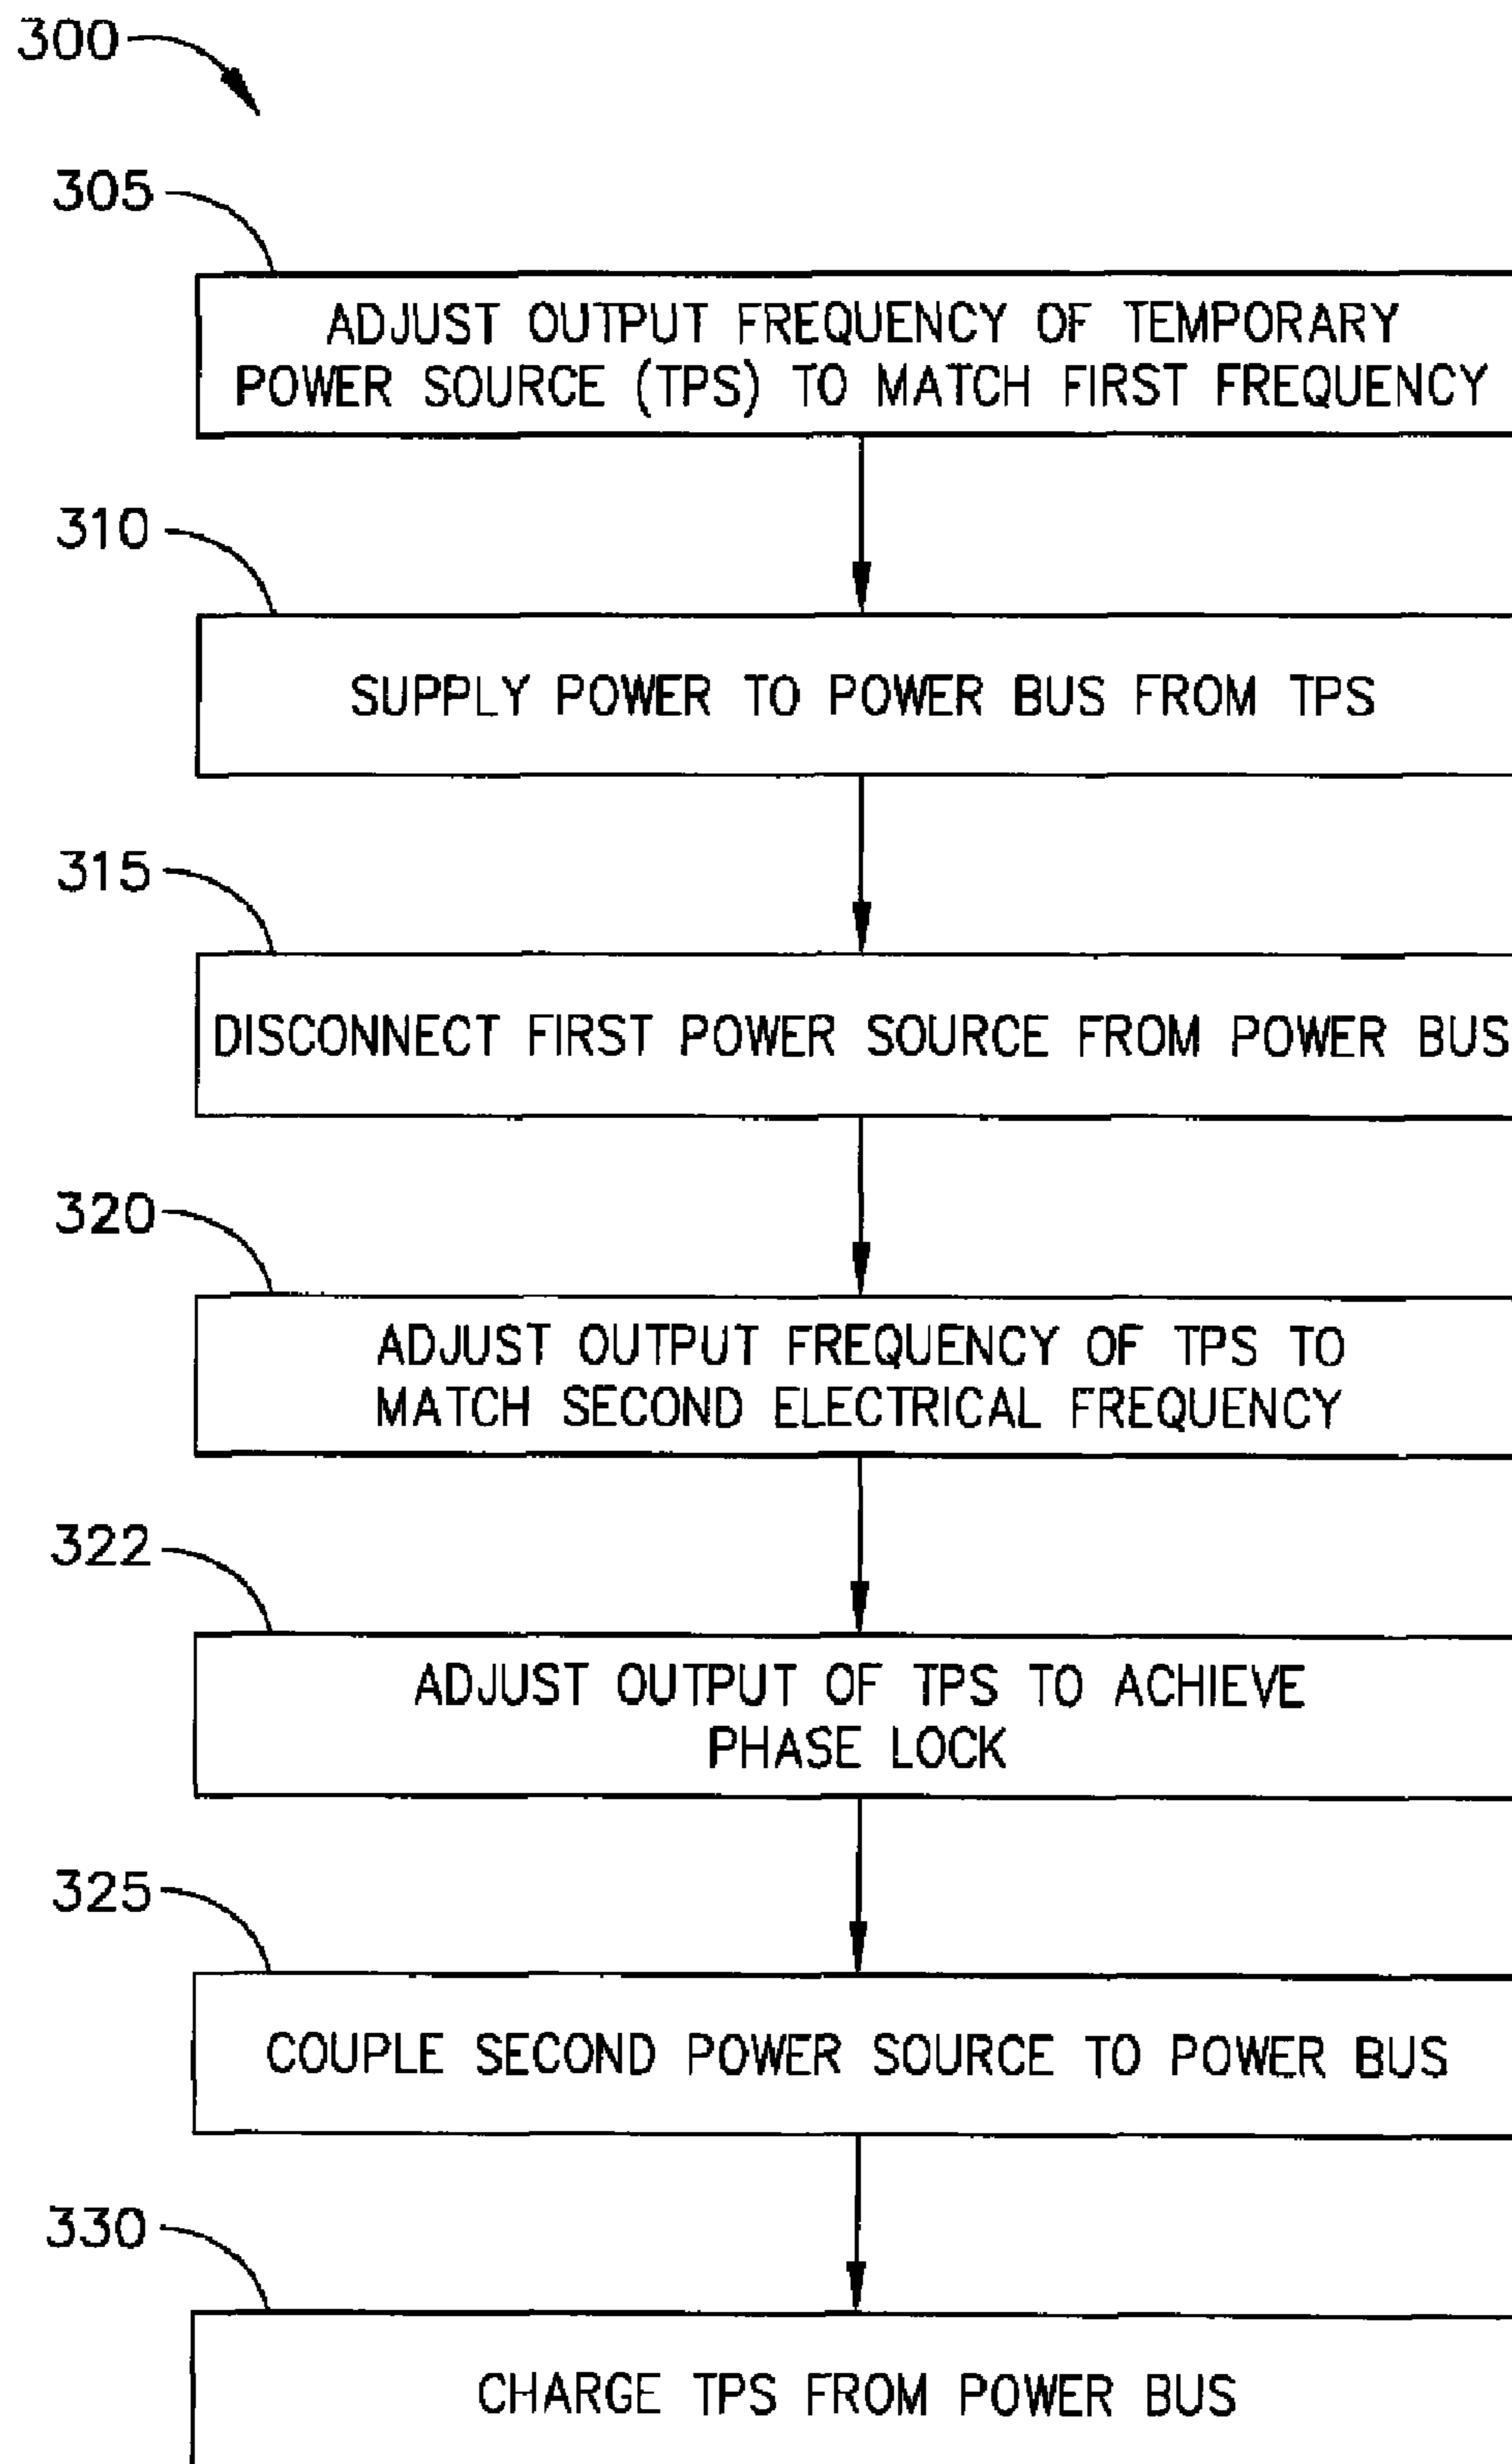 300
305
ADJUST OUTPUT FREQUENCY OF TEMPORARY
POWER SOURCE (TPS) TO MATCH FIRST FREQUENCY
310
SUPPLY POWER TO POWER BUS FROM TPS
315
DISCONNECT FIRST POWER SOURCE FROM POWER BUS
320
ADJUST OUTPUT FREQUENCY OF TPS TO
MATCH SECOND ELECTRICAL FREQUENCY
322
ADJUST OUTPUT OF TPS TO ACHIEVE
PHASE LOCK
325
COUPLE SECOND POWER SOURCE TO POWER BUS
330
CHARGE TPS FROM POWER BUS